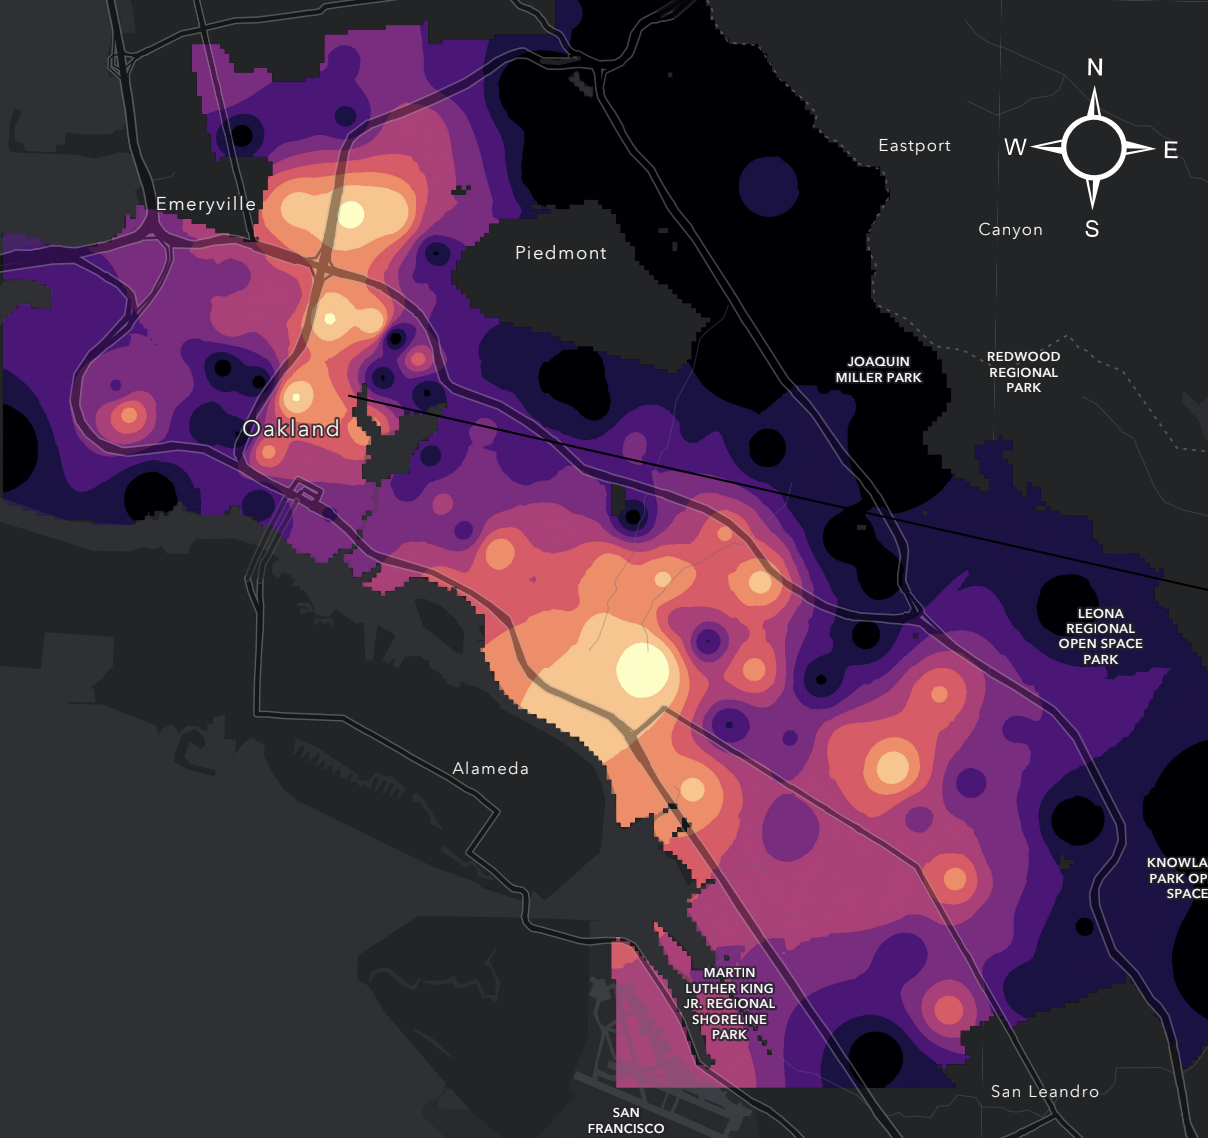 N
W
E
S
Eastport
Emeryville
Canyon
Piedmont
JOAQUIN
MILLER PARK
REDWOOD
REGIONAL
PARK
Oakland
LEONA
REGIONAL
OPEN SPACE
PARK
Alameda
KNOWLA
PARK OP
SPACE
MARTIN
LUTHER KING
JR. REGIONAL
SHORELINE
PARK
San Leandro
SAN
FRANCISCO